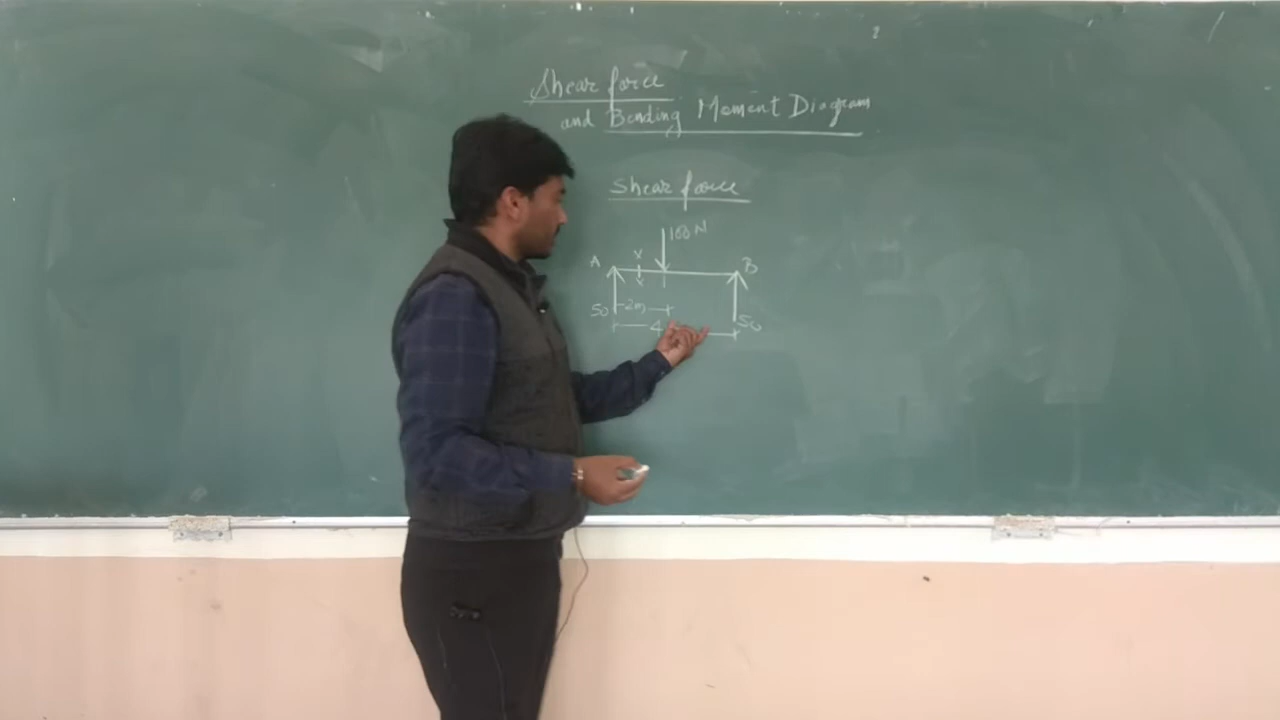 Shear force
and Bending Moment Diagram
Shear force
100 N
A
x
B
x
50
2m
50
4